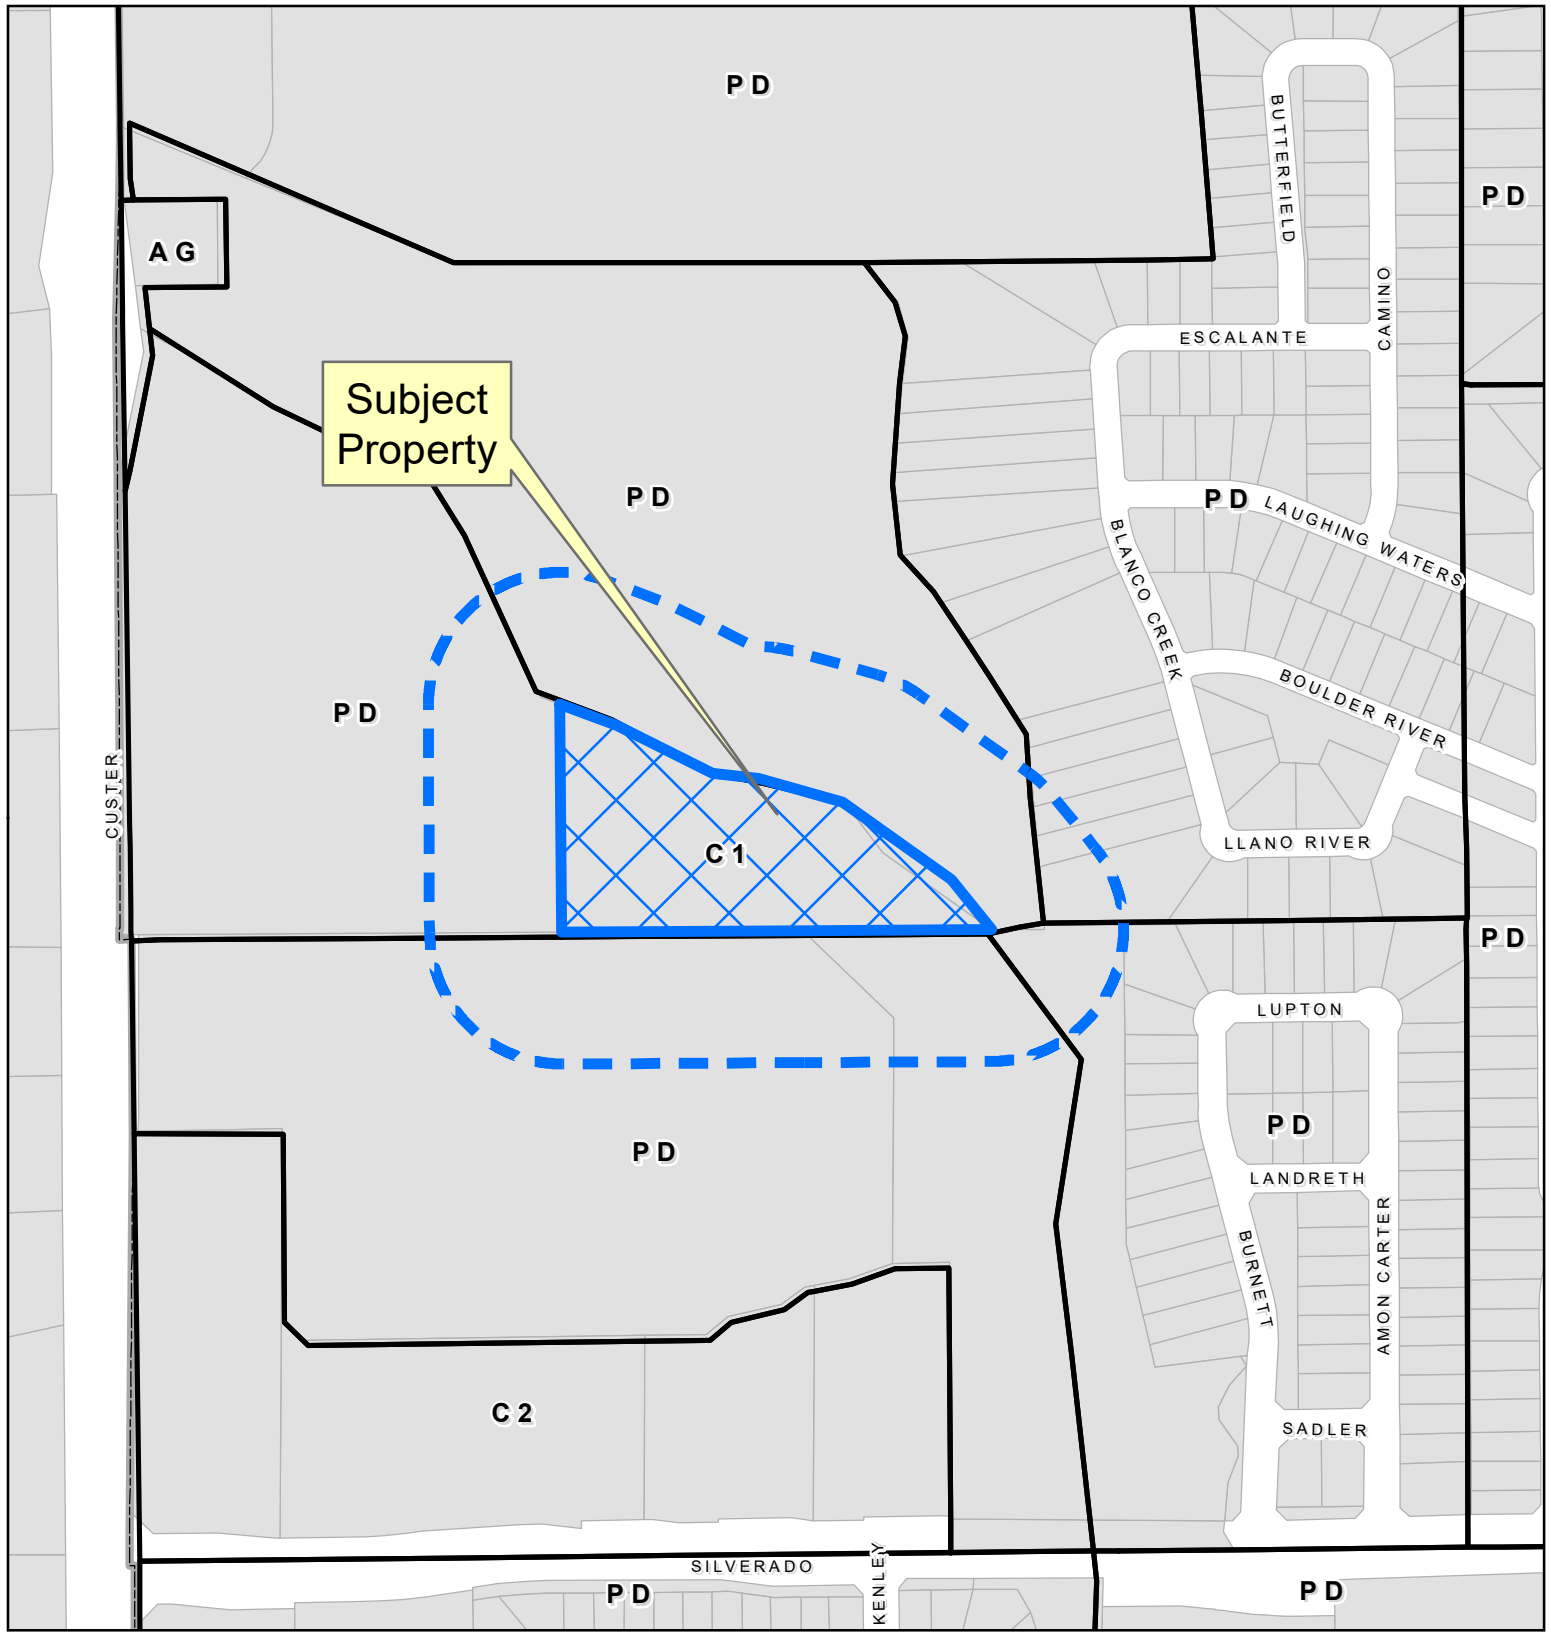 PD
BUTTERFIELD
PD
AG
CAMINO
ESCALANTE
Subject
Property
PD
PD
LAUGHING WATERS
BLANCO CREEK
BOULDER RIVER
PD
CUSTER
LLANO RIVER
C1
PD
LUPTON
PD
PD
LANDRETH
BURNETT
AMON CARTER
C2
SADLER
SILVERADO
KENLEY
PD
PD